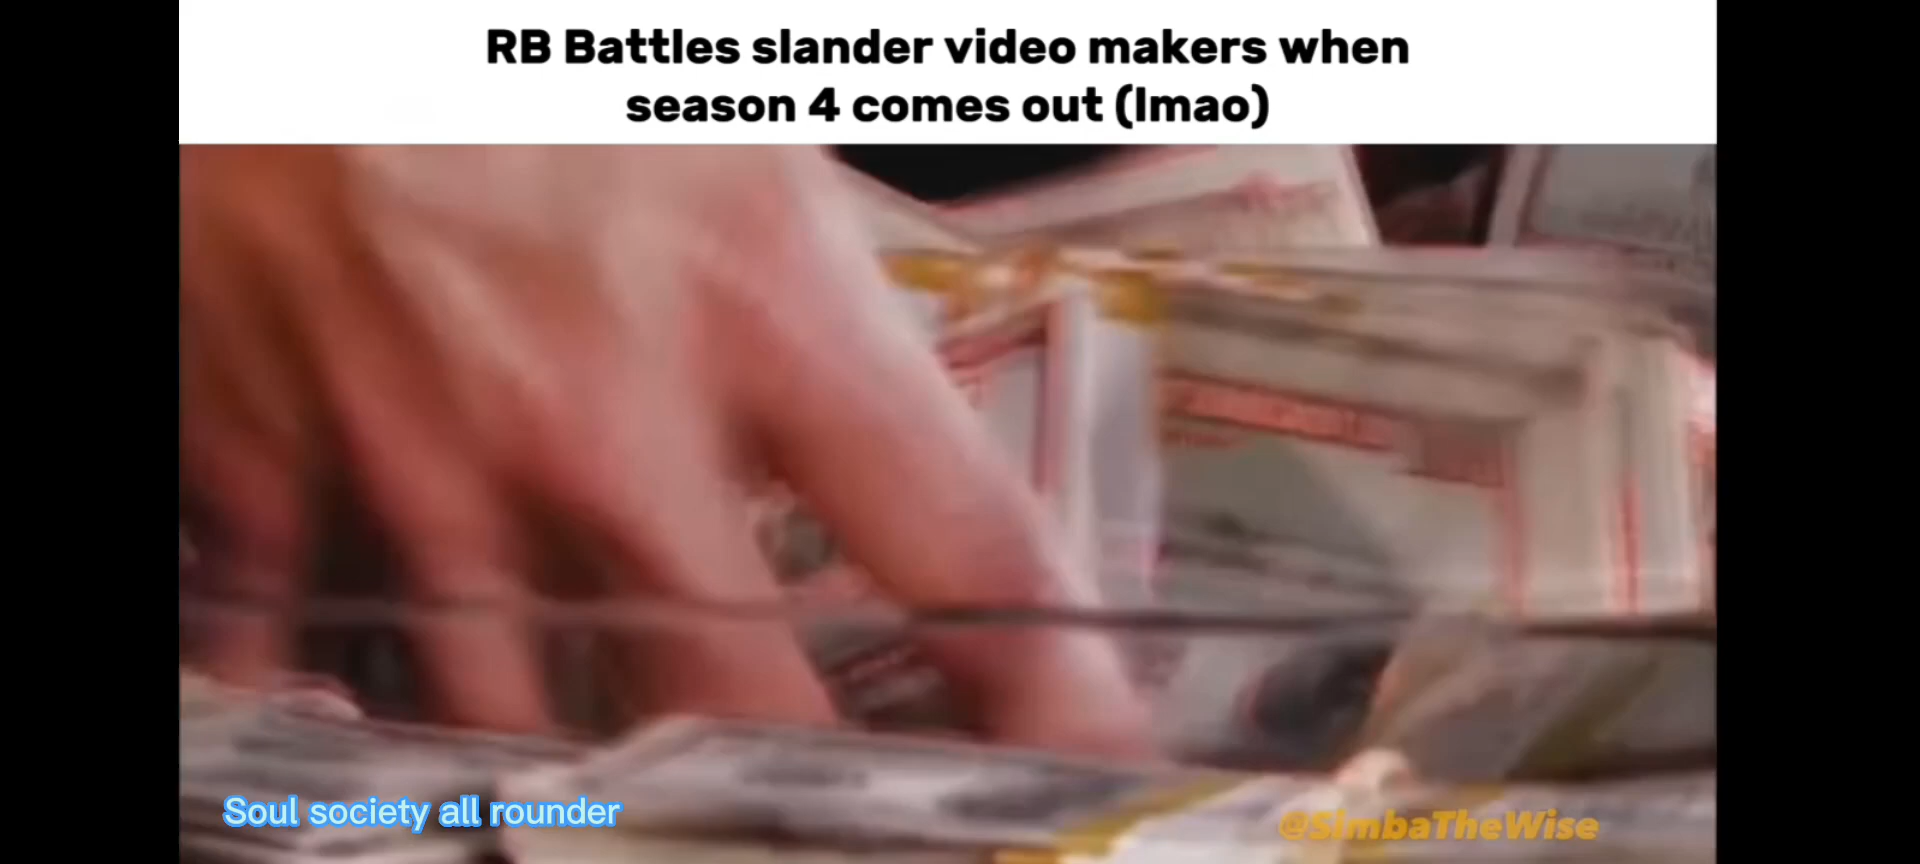 RB Battles slander video makers when
season 4 comes out (lmao)
Soul society all rounder
@SimbaTheWise